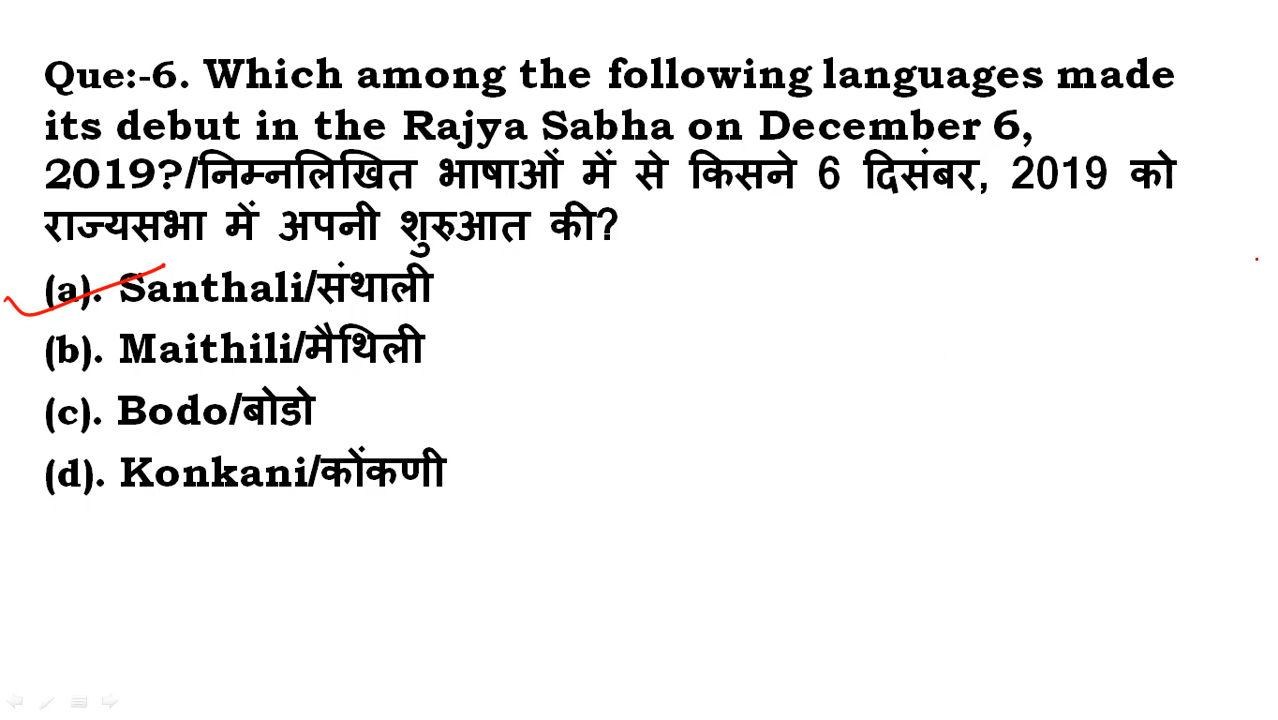 Que:-6. Which among the following languages made
its debut in the Rajya Sabha on December 6,
2019?/निम्नलिखित भाषाओं में से किसने 6 दिसंबर, 2019 को
राज्यसभा में अपनी शुरुआत की?
(a). Santhali/संथाली
(b). Maithili/मैथिली
(c). Bodo/बोडो
(d). Konkani/कोंकणी